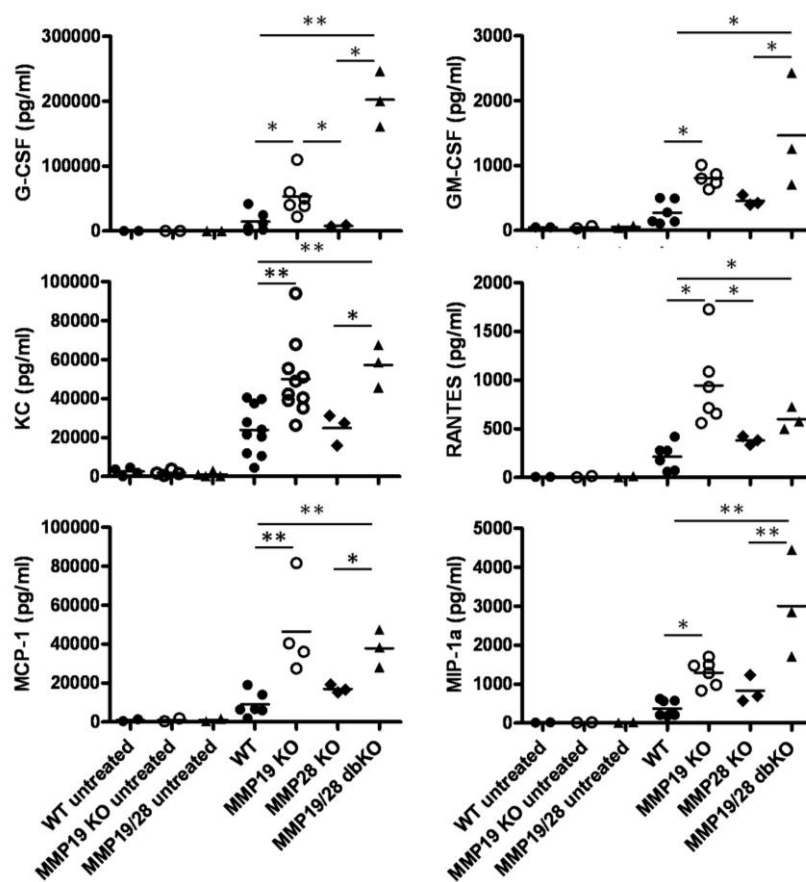 G-CSF (pg/ml)
300000
200000
100000
0
**
*
*
*
GM-CSF (pg/ml)
3000
2000
1000
0
*
*
*
KC (pg/ml)
100000
80000
60000
40000
20000
0
**
**
*
RANTES (pg/ml)
2000
1500
1000
500
0
*
*
*
MCP-1 (pg/ml)
100000
80000
60000
40000
20000
0
**
**
*
MIP-1a (pg/ml)
5000
4000
3000
2000
1000
0
**
**
*
WT untreated
MMP19 KO untreated
MMP19/28 untreated
WT
MMP19 KO
MMP28 KO
MMP19/28 dbKO
WT untreated
MMP19 KO untreated
MMP19/28 untreated
WT
MMP19 KO
MMP28 KO
MMP19/28 dbKO